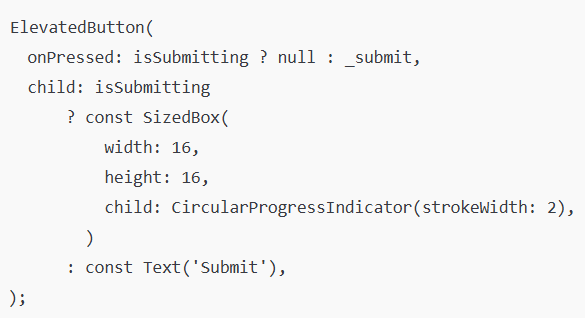 ElevatedButton(
  onPressed: isSubmitting ? null : _submit,
  child: isSubmitting
      ? const SizedBox(
          width: 16,
          height: 16,
          child: CircularProgressIndicator(strokeWidth: 2),
        )
      : const Text('Submit'),
);